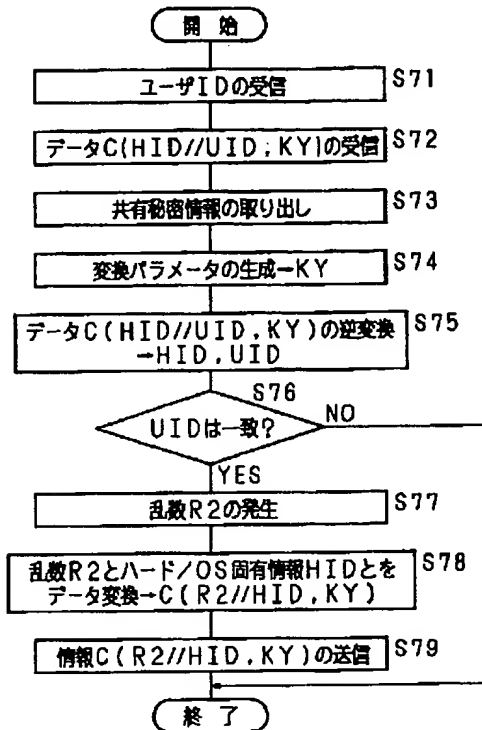 開始
ユーザIDの受信 S71
データC(HID//UID;KY)の受信 S72
共有秘密情報の取り出し S73
変換パラメータの生成→KY S74
データC(HID//UID,KY)の逆変換 S75
→HID,UID
S76
UIDは一致? NO
YES
乱数R2の発生 S77
乱数R2とハード/OS固有情報HIDとを S78
データ変換→C(R2//HID,KY)
情報C(R2//HID,KY)の送信 S79
終了